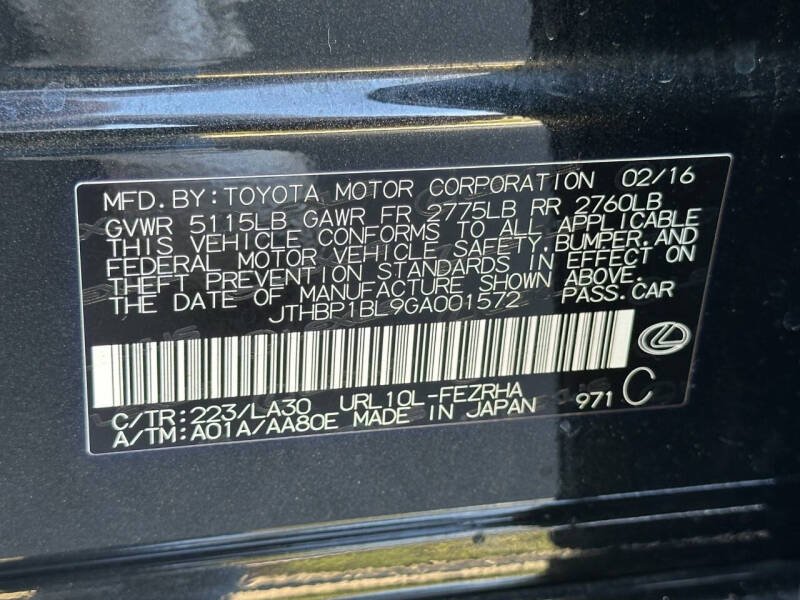 MFD. BY: TOYOTA MOTOR CORPORATION 02/16
GVWR 5115LB GAWR FR 2775LB RR 2760LB
THIS VEHICLE CONFORMS TO ALL APPLICABLE
FEDERAL MOTOR VEHICLE SAFETY, BUMPER, AND
THEFT PREVENTION STANDARDS IN EFFECT ON
THE DATE OF MANUFACTURE SHOWN ABOVE.
JTHBP1BL9GA001572 PASS. CAR
C/TR: 223/LA30 URL10L-FEZRHA
A/TM: A01A/AA80E MADE IN JAPAN 971 C